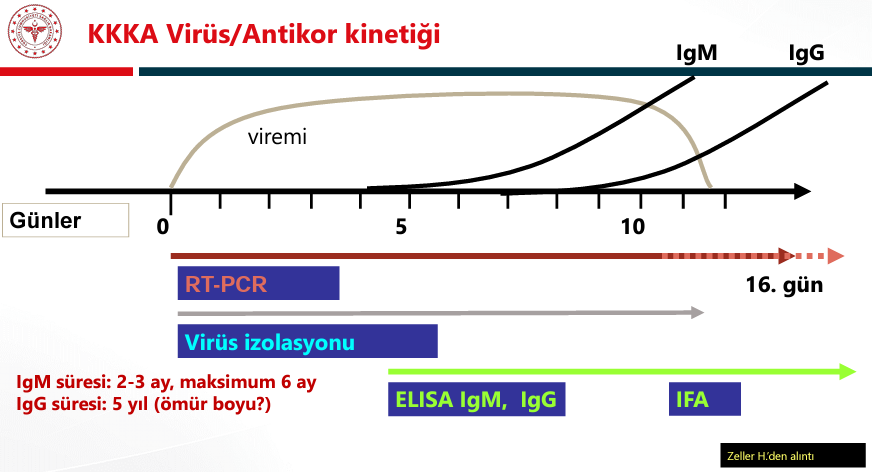 KKKA Virüs/Antikor kinetiği
IgM
IgG
viremi
Günler
0
5
10
RT-PCR
16. gün
Virüs izolasyonu
IgM süresi: 2-3 ay, maksimum 6 ay
IgG süresi: 5 yıl (ömür boyu?)
ELISA IgM, IgG
IFA
Zeller H.'den alıntı